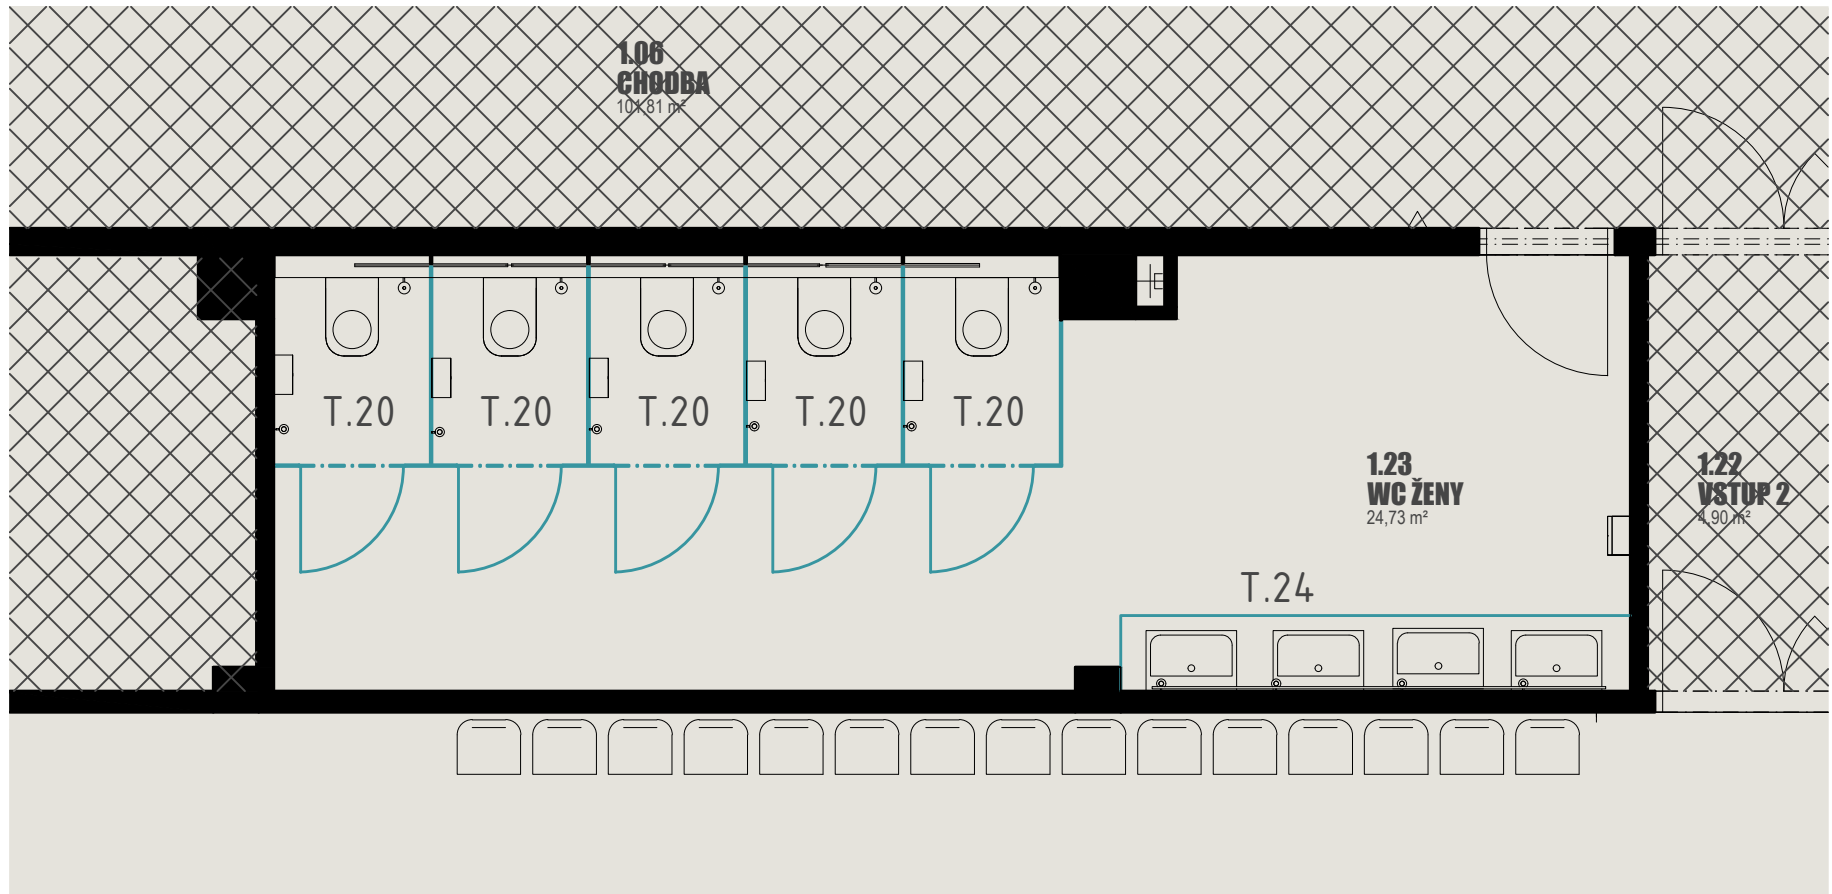 1.06
CHODBA
101,81 m²
T.20 T.20 T.20 T.20 T.20
1.23
WC ŽENY
24,73 m²
1.22
VSTUP 2
4,90 m²
T.24